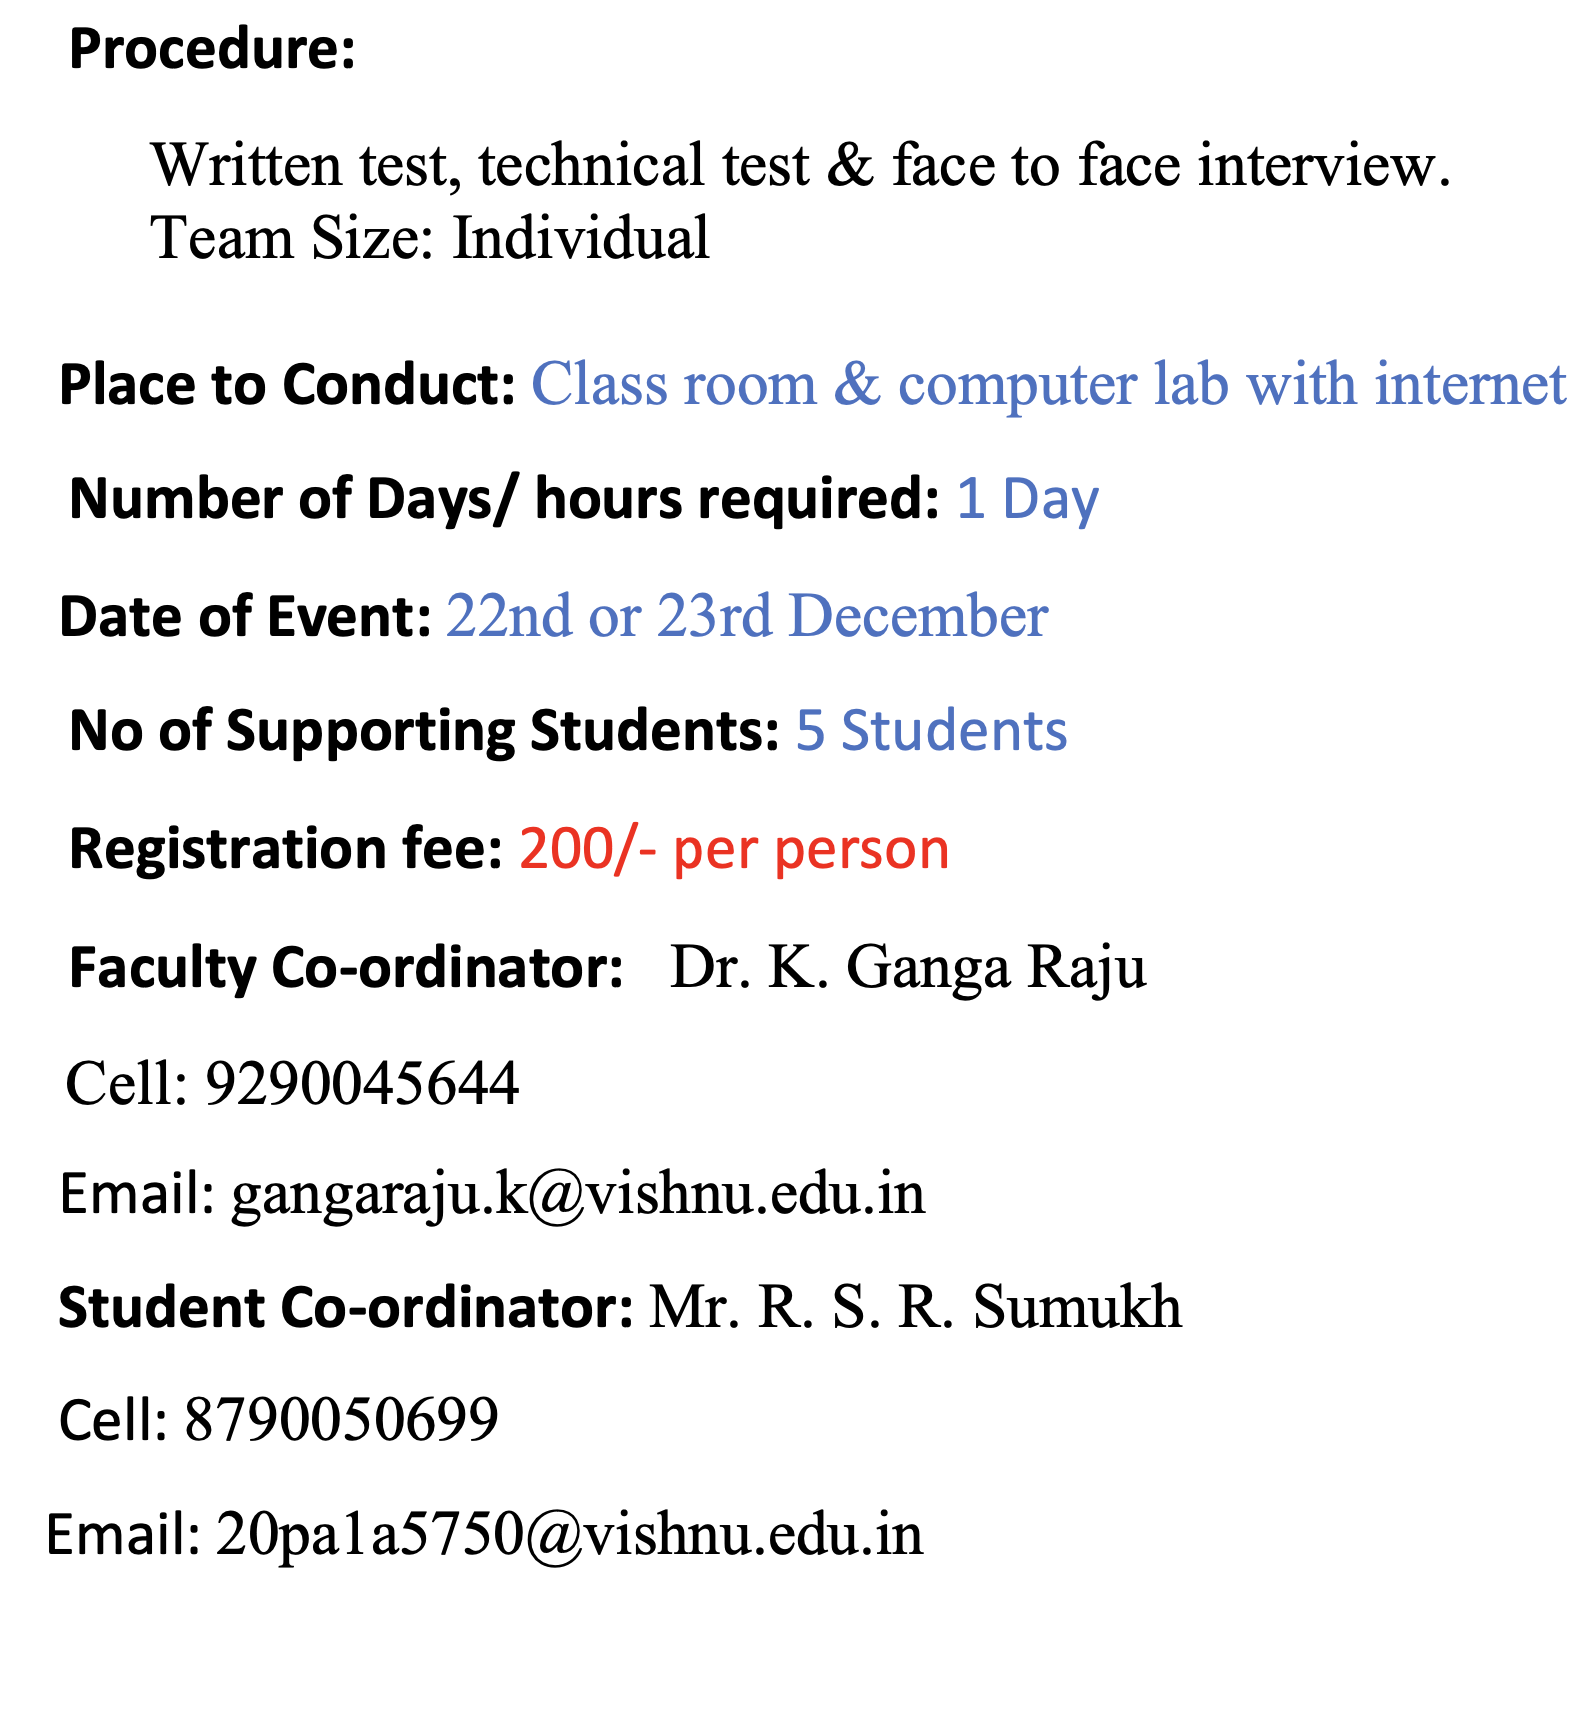 Procedure:
Written test, technical test & face to face interview.
Team Size: Individual
Place to Conduct: Class room & computer lab with internet
Number of Days/ hours required: 1 Day
Date of Event: 22nd or 23rd December
No of Supporting Students: 5 Students
Registration fee: 200/- per person
Faculty Co-ordinator: Dr. K. Ganga Raju
Cell: 9290045644
Email: gangaraju.k@vishnu.edu.in
Student Co-ordinator: Mr. R. S. R. Sumukh
Cell: 8790050699
Email: 20pa1a5750@vishnu.edu.in